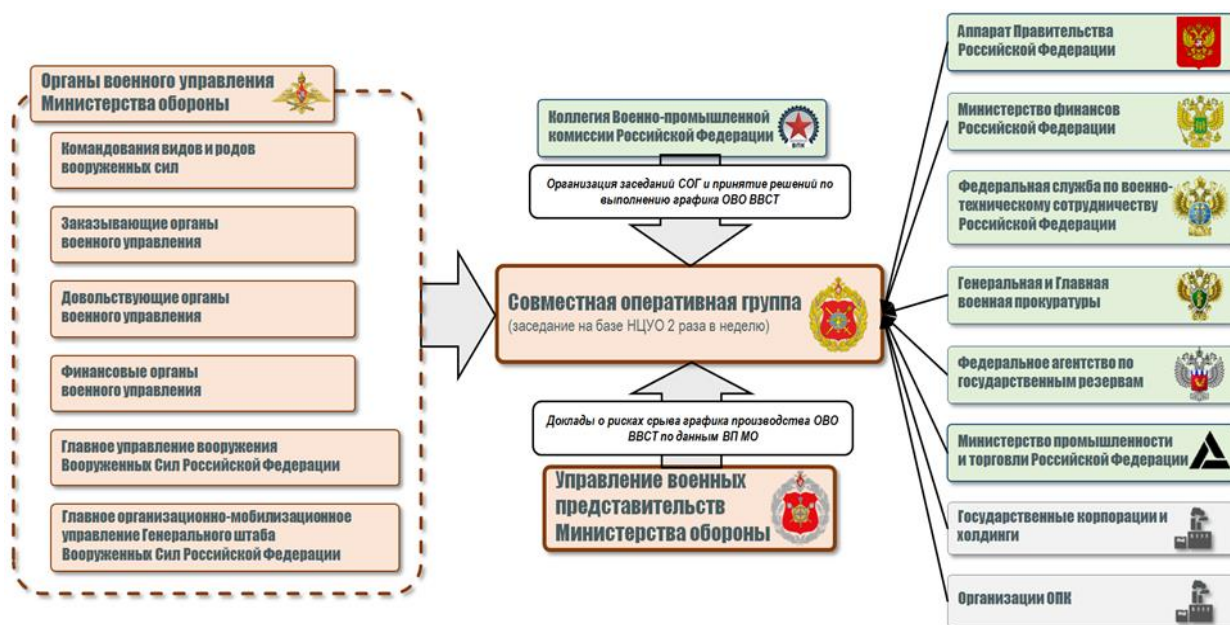 Органы военного управления
Министерства обороны
Командования видов и родов
вооруженных сил
Заказывающие органы
военного управления
Довольствующие органы
военного управления
Финансовые органы
военного управления
Главное управление вооружения
Вооруженных Сил Российской Федерации
Главное организационно-мобилизационное
управление Генерального штаба
Вооруженных Сил Российской Федерации
Коллегия Военно-промышленной
комиссии Российской Федерации
ВПК
Организация заседаний СОГ и принятие решений по
выполнению графика ОВО ВВСТ
Совместная оперативная группа
(заседание на базе НЦУО 2 раза в неделю)
Доклады о рисках срыва графика производства ОВО
ВВСТ по данным ВП МО
Управление военных
представительств
Министерства обороны
Аппарат Правительства
Российской Федерации
Министерство финансов
Российской Федерации
Федеральная служба по военно-
техническому сотрудничеству
Российской Федерации
Генеральная и Главная
военная прокуратуры
Федеральное агентство по
государственным резервам
Министерство промышленности
и торговли Российской Федерации
Государственные корпорации и
холдинги
Организации ОПК